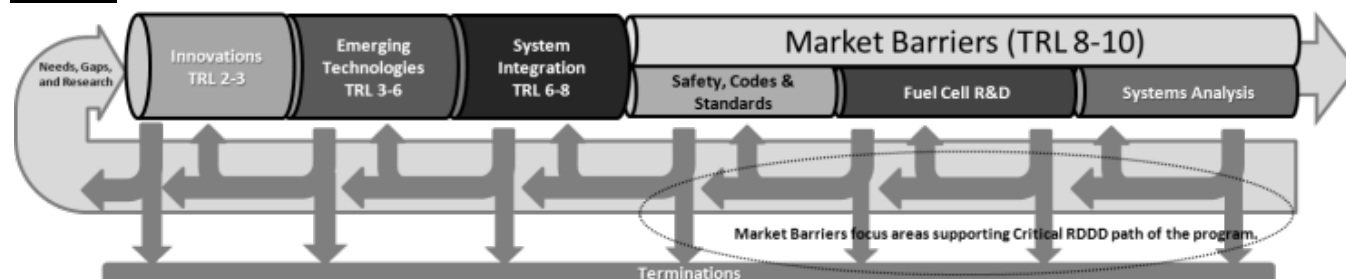 Needs, Gaps,
and Research
Innovations
TRL 2-3
Emerging
Technologies
TRL 3-6
System
Integration
TRL 6-8
Market Barriers (TRL 8-10)
Safety, Codes &
Standards
Fuel Cell R&D
Systems Analysis
Market Barriers focus areas supporting Critical RDDD path of the program.
Terminations